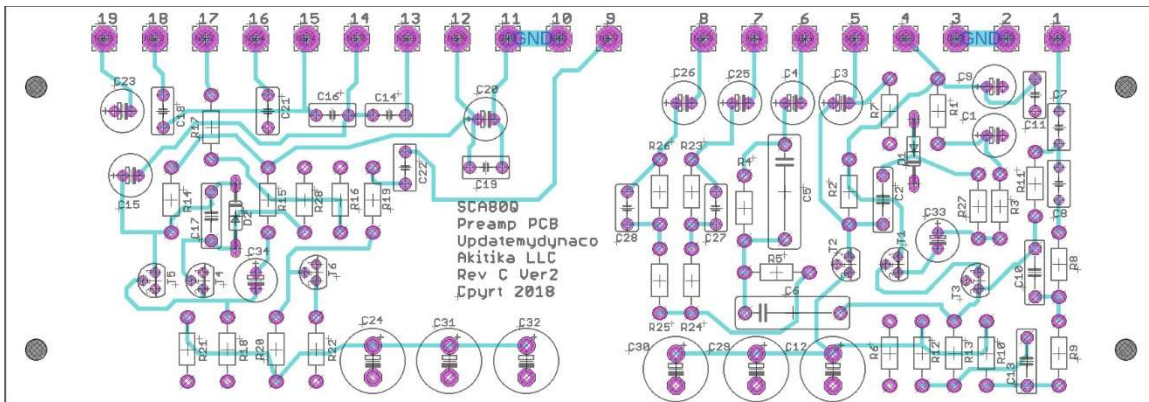 19 18 17 16 15 14 13 12 11 10 9 8 7 6 5 4 3 2 1
GND GND
C23 C18 R17 C21 C16 C14 C20 C26 C25 C4 C3 R7 R1 C9 C11 C7
C1
C15 R14 C17 D2 R15 R28 R16 R19 C22 C19 R26 R23 R4 C5 R2 C2 D1 R27 R3 R11 C8
C28 C27 C33
SCA80Q
Preamp PCB
Updatemydynaco
Akitika LLC
Rev C Ver2
Cpyrt 2018
J5 J4 C34 J6 R5 J2 J1 J3 C10 R8
C6
R21 R18 R20 R22 C24 C31 C32 R25 R24 C30 C29 C12 R6 R12 R13 R10 C13 R9